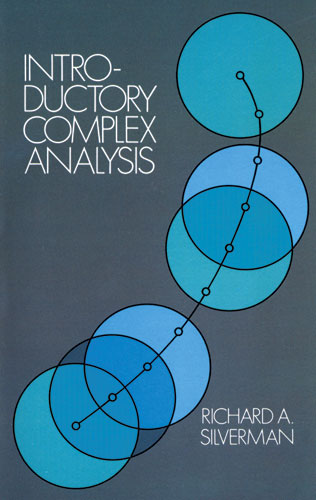 INTRO-
DUCTORY
COMPLEX
ANALYSIS
RICHARD A.
SILVERMAN